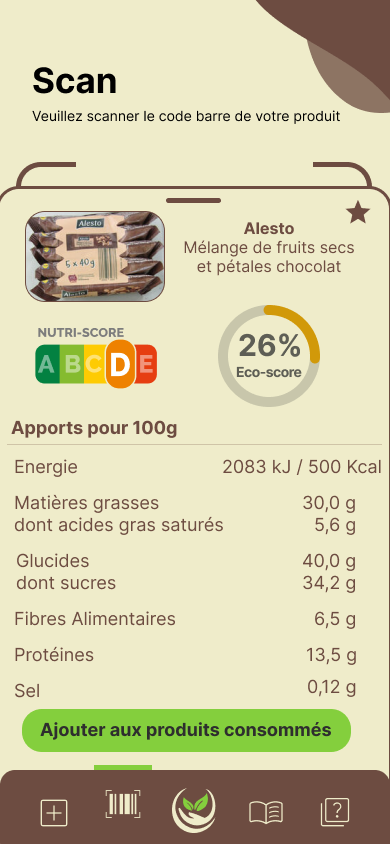 Scan
Veuillez scanner le code barre de votre produit
Alesto
5 x 40g
Alesto
Alesto
Mélange de fruits secs
et pétales chocolat
NUTRI-SCORE
A B C D E
26%
Eco-score
Apports pour 100g
Energie 2083 kJ / 500 Kcal
Matières grasses 30,0 g
dont acides gras saturés 5,6 g
Glucides 40,0 g
dont sucres 34,2 g
Fibres Alimentaires 6,5 g
Protéines 13,5 g
Sel 0,12 g
Ajouter aux produits consommés
?